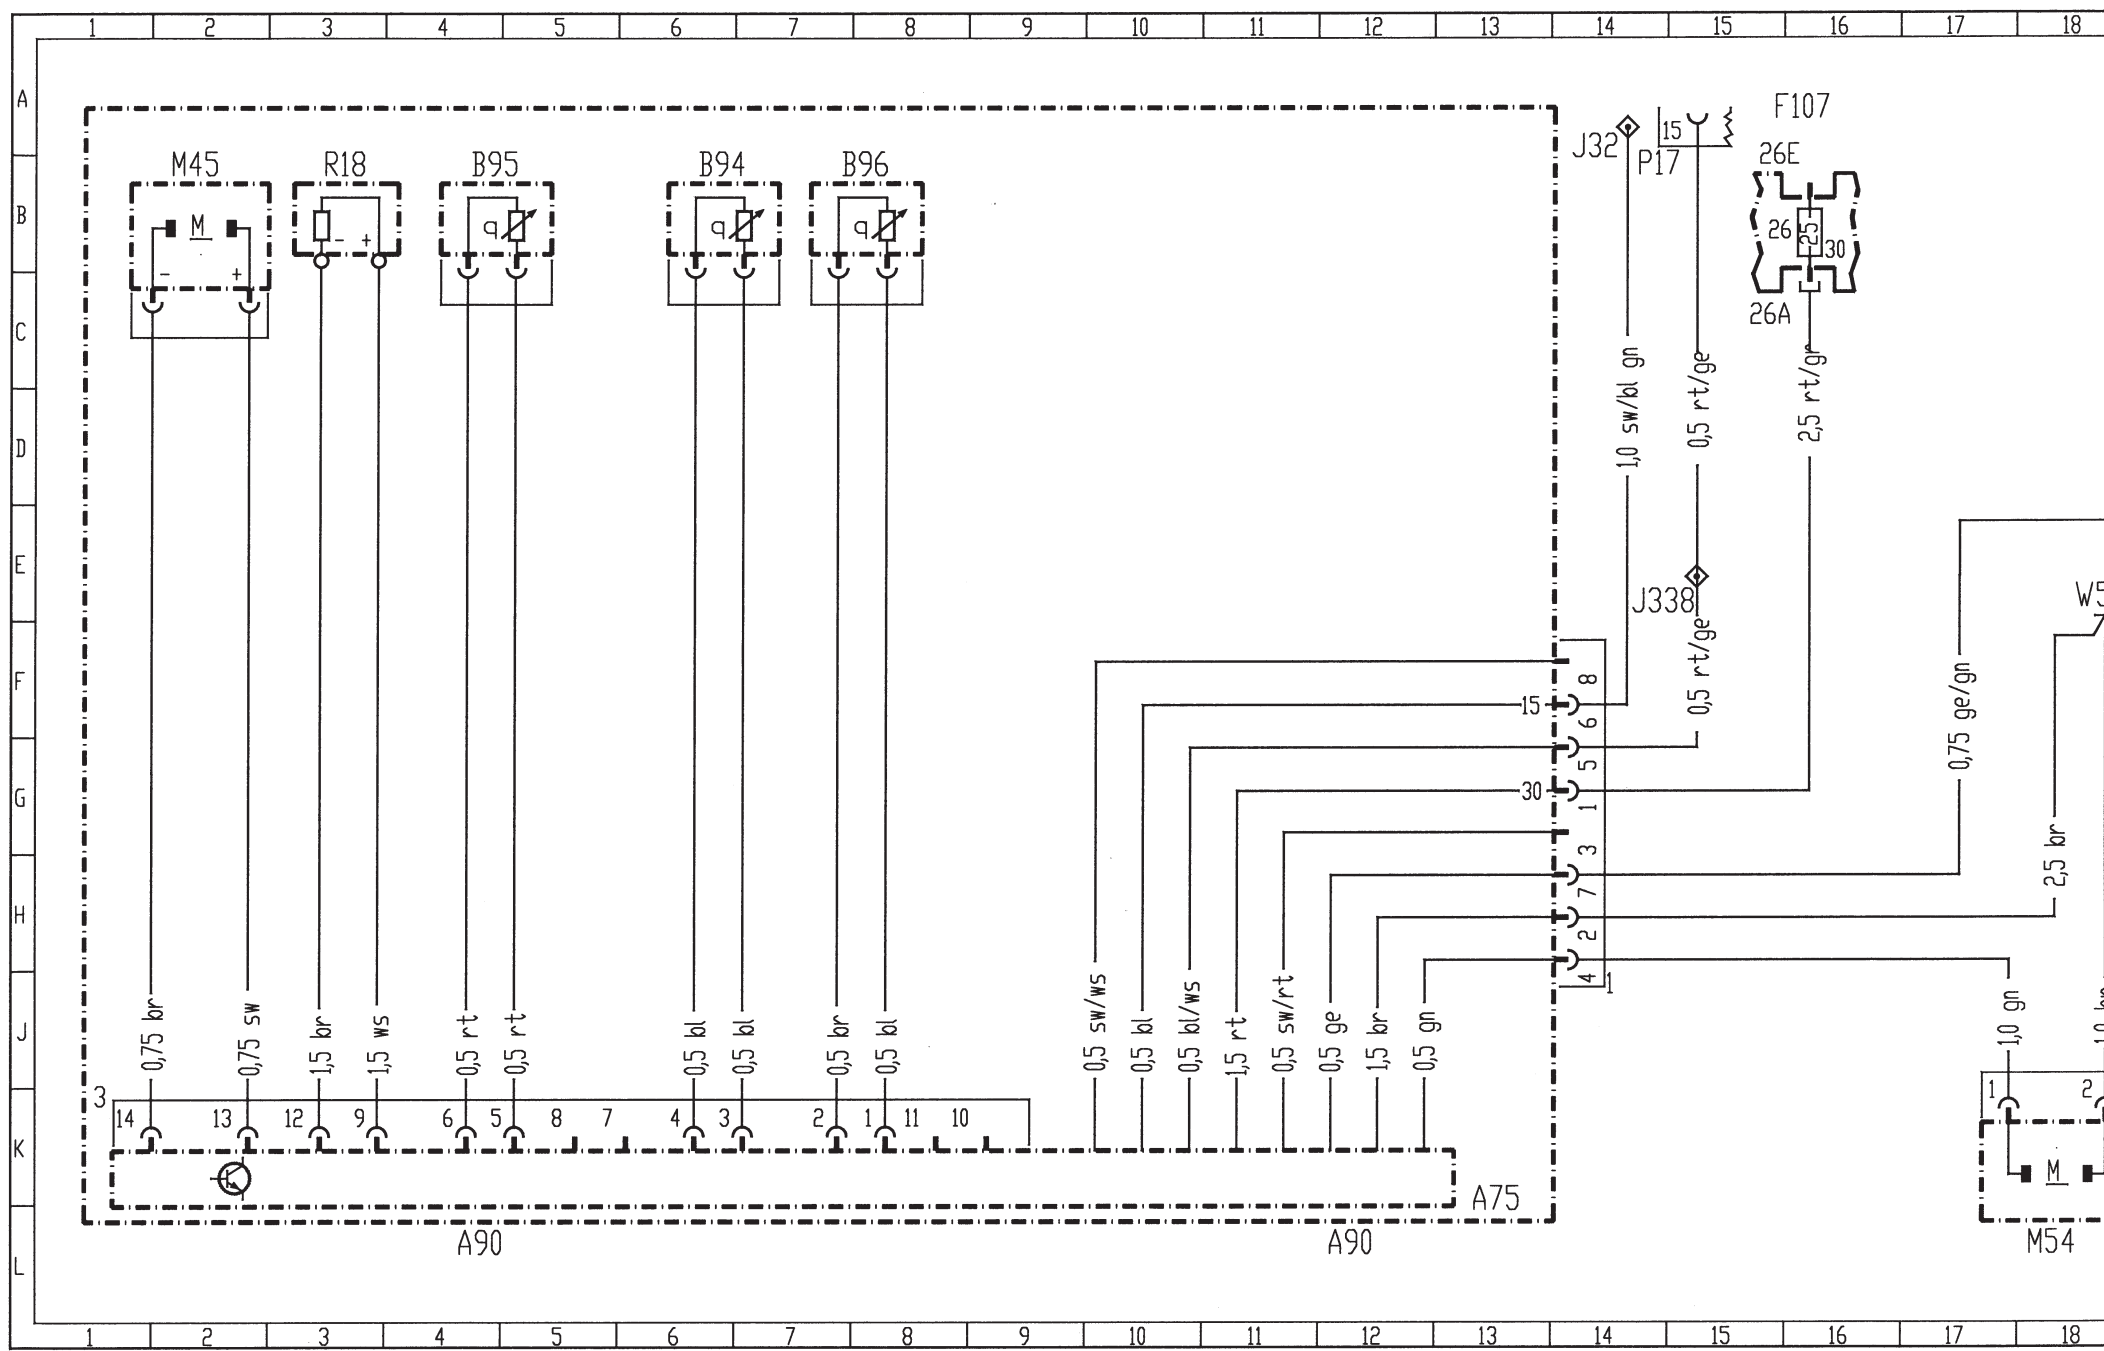 1 2 3 4 5 6 7 8 9 10 11 12 13 14 15 16 17 18
A
B
C
D
E
F
G
H
J
K
L
M45
M
- +
R18
- +
B95
q
B94
q
B96
q
J32
15
P17
F107
26E
26 25 30
26A
1,0 sw/bl gn
0,5 rt/ge
2,5 rt/gr
J338
0,5 rt/ge
W5
0,75 ge/gn
2,5 br
8
15
6
5
30
1
3
7
2
4
1
0,75 br
0,75 sw
1,5 br
1,5 ws
0,5 rt
0,5 rt
0,5 bl
0,5 bl
0,5 br
0,5 bl
0,5 sw/ws
0,5 bl
0,5 bl/ws
1,5 rt
0,5 sw/rt
0,5 ge
1,5 br
0,5 gn
1,0 gn
3
14 13 12 9 6 5 8 7 4 3 2 1 11 10
1 2
M
M54
A75
A90
A90
1 2 3 4 5 6 7 8 9 10 11 12 13 14 15 16 17 18